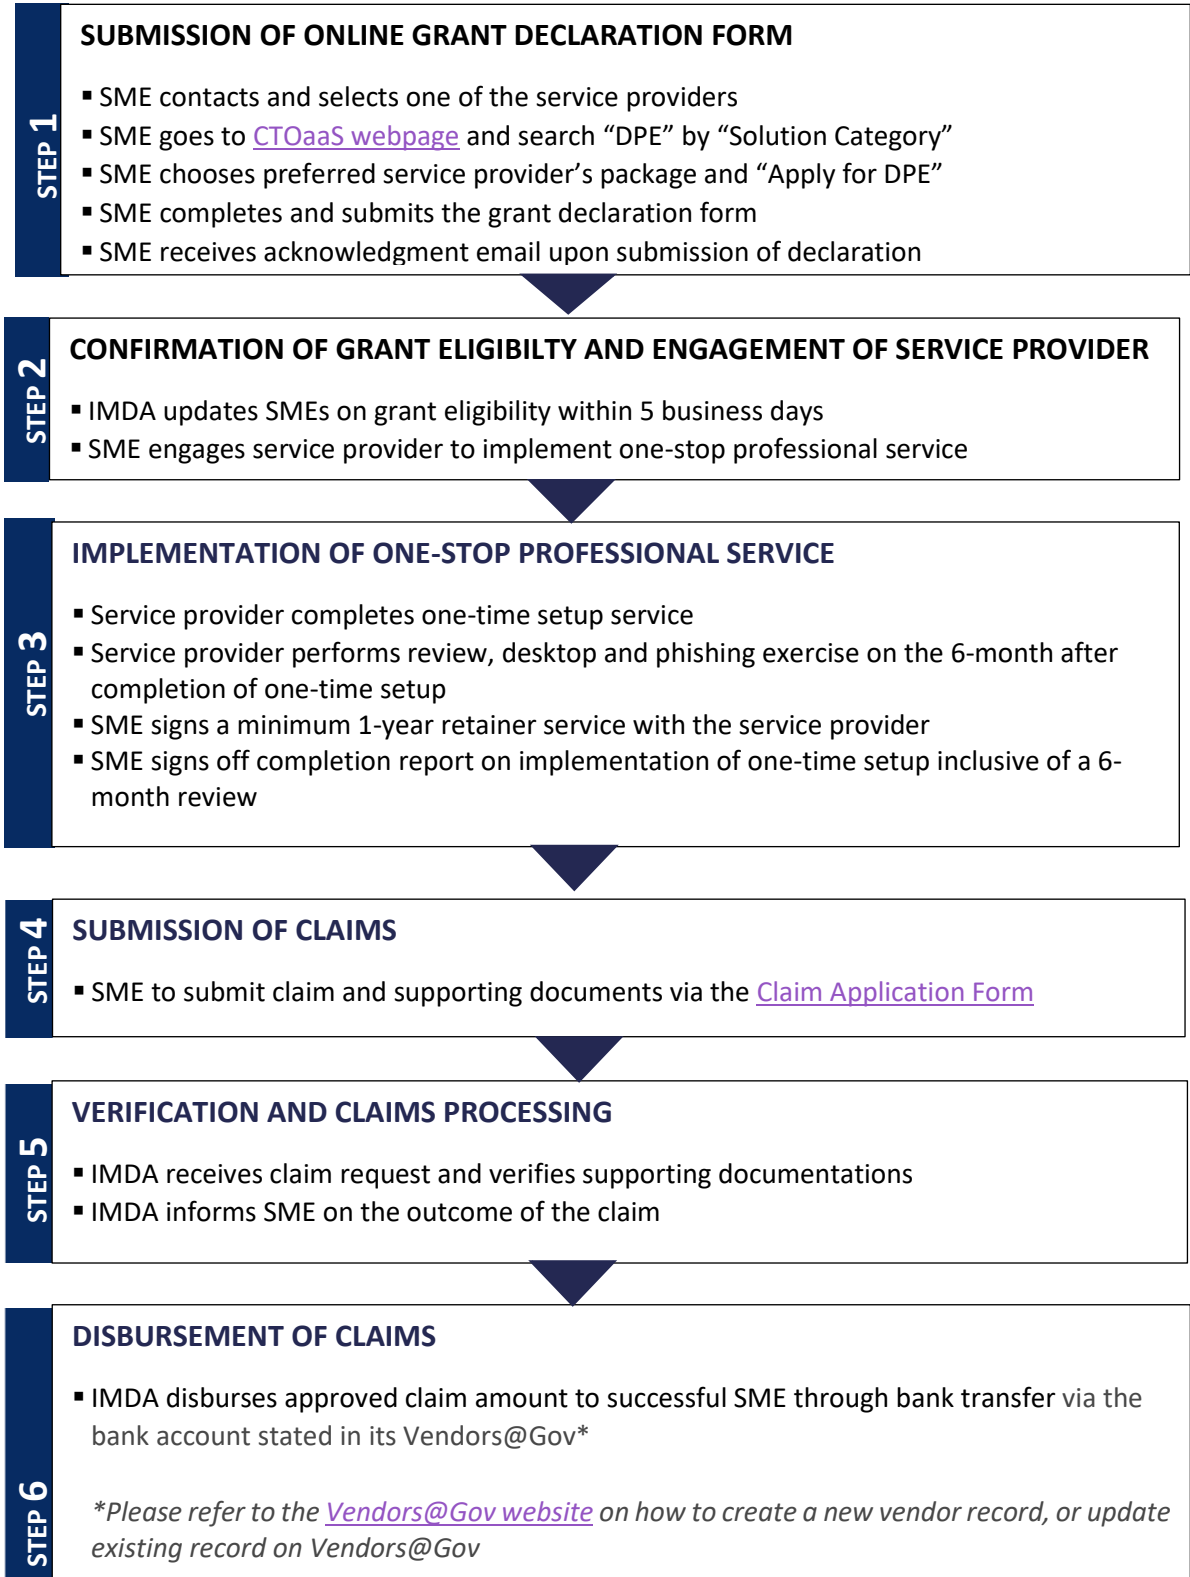 STEP 1
SUBMISSION OF ONLINE GRANT DECLARATION FORM
▪ SME contacts and selects one of the service providers
▪ SME goes to CTOaaS webpage and search “DPE” by “Solution Category”
▪ SME chooses preferred service provider’s package and “Apply for DPE”
▪ SME completes and submits the grant declaration form
▪ SME receives acknowledgment email upon submission of declaration
STEP 2
CONFIRMATION OF GRANT ELIGIBILTY AND ENGAGEMENT OF SERVICE PROVIDER
▪ IMDA updates SMEs on grant eligibility within 5 business days
▪ SME engages service provider to implement one-stop professional service
STEP 3
IMPLEMENTATION OF ONE-STOP PROFESSIONAL SERVICE
▪ Service provider completes one-time setup service
▪ Service provider performs review, desktop and phishing exercise on the 6-month after
completion of one-time setup
▪ SME signs a minimum 1-year retainer service with the service provider
▪ SME signs off completion report on implementation of one-time setup inclusive of a 6-
month review
STEP 4
SUBMISSION OF CLAIMS
▪ SME to submit claim and supporting documents via the Claim Application Form
STEP 5
VERIFICATION AND CLAIMS PROCESSING
▪ IMDA receives claim request and verifies supporting documentations
▪ IMDA informs SME on the outcome of the claim
STEP 6
DISBURSEMENT OF CLAIMS
▪ IMDA disburses approved claim amount to successful SME through bank transfer via the
bank account stated in its Vendors@Gov*
*Please refer to the Vendors@Gov website on how to create a new vendor record, or update
existing record on Vendors@Gov